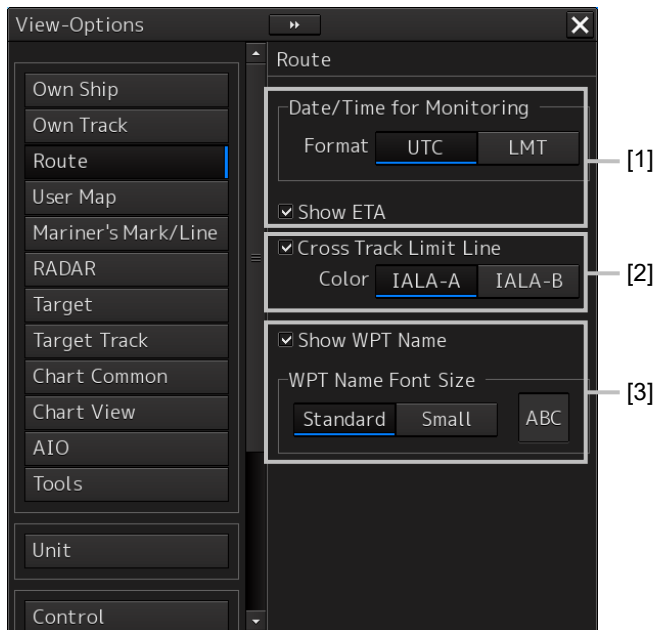 View-Options
Route
Own Ship
Own Track
Route
User Map
Mariner's Mark/Line
RADAR
Target
Target Track
Chart Common
Chart View
AIO
Tools
Unit
Control
Date/Time for Monitoring
Format UTC LMT
Show ETA
[1]
Cross Track Limit Line
Color IALA-A IALA-B
[2]
Show WPT Name
WPT Name Font Size
Standard Small ABC
[3]